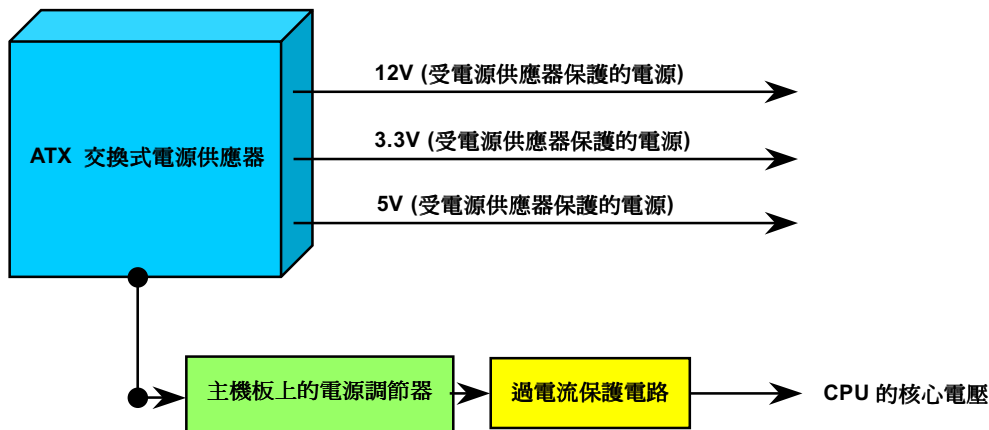 12V (受電源供應器保護的電源)
ATX 交換式電源供應器
3.3V (受電源供應器保護的電源)
5V (受電源供應器保護的電源)
主機板上的電源調節器
過電流保護電路
CPU 的核心電壓